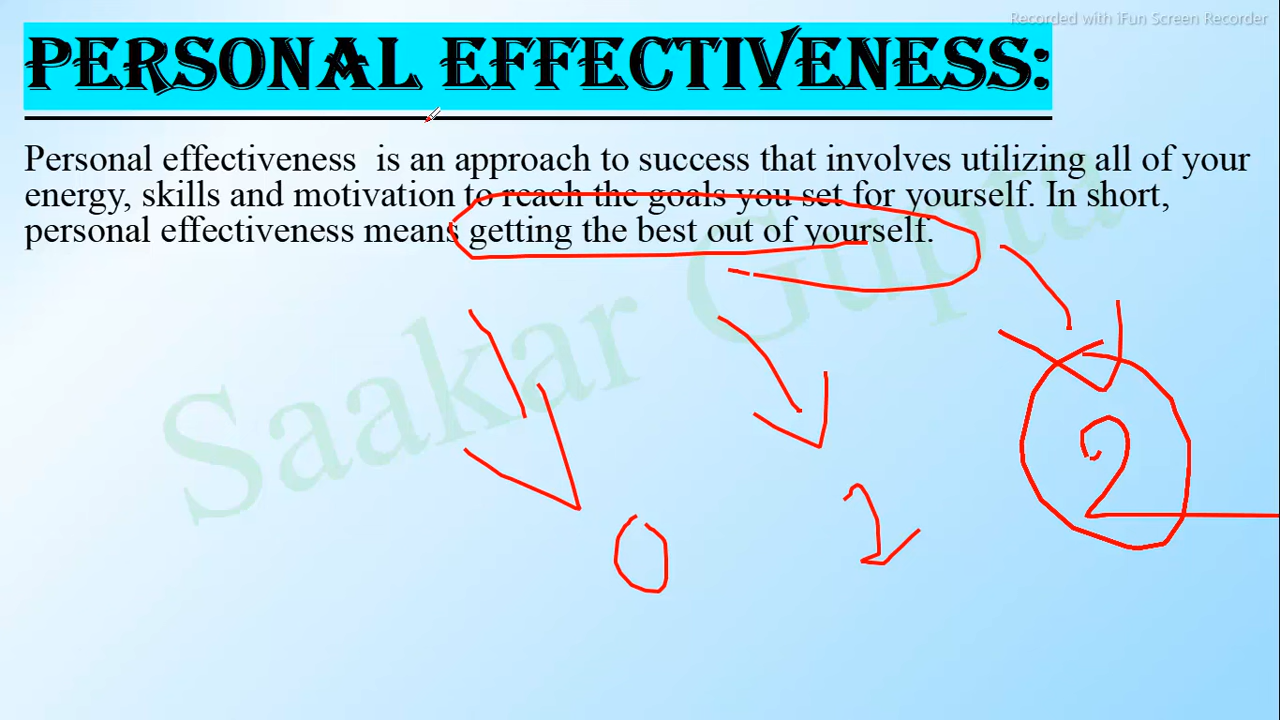 Recorded with iFun Screen Recorder
PERSONAL EFFECTIVENESS:
Personal effectiveness is an approach to success that involves utilizing all of your
energy, skills and motivation to reach the goals you set for yourself. In short,
personal effectiveness means getting the best out of yourself.
Saakar Gupta
0
2
2